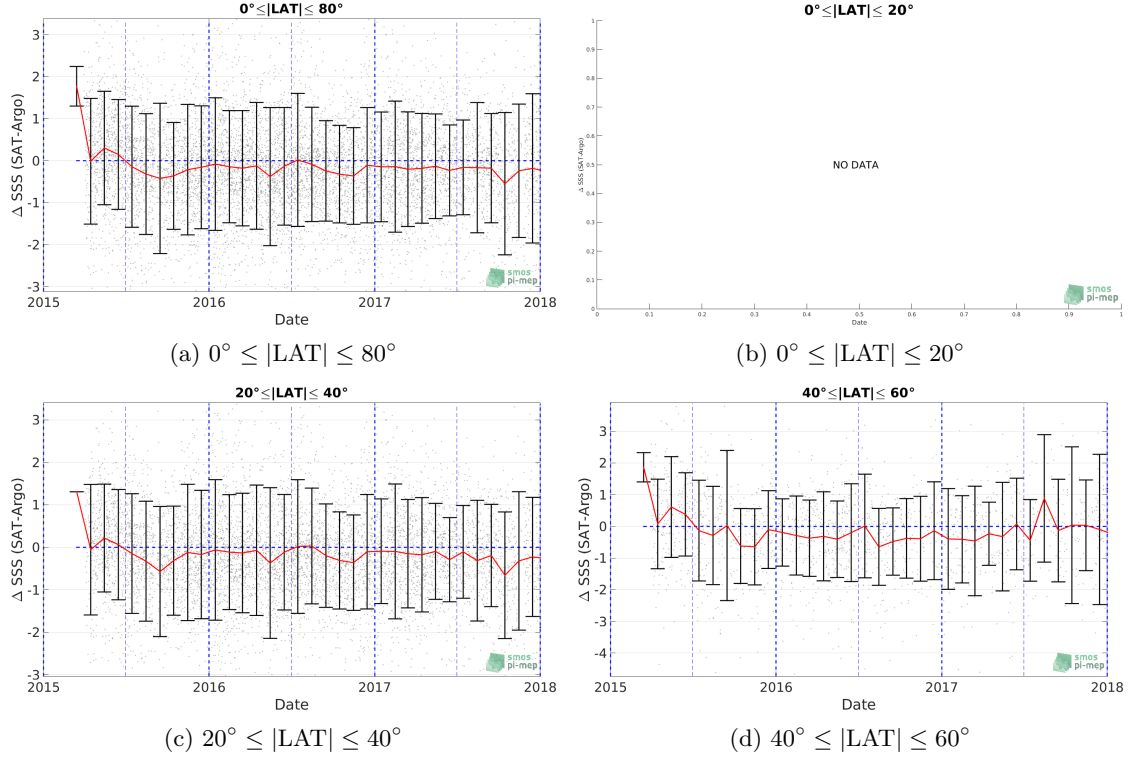 0°≤|LAT|≤ 80°
3
2
1
0
-1
-2
-3
Δ SSS (SAT-Argo)
2015 2016 2017 2018
Date
smos
pi-mep
(a) 0° ≤ |LAT| ≤ 80°
0°≤|LAT|≤ 20°
1
0.9
0.8
0.7
0.6
0.5
0.4
0.3
0.2
0.1
0
Δ SSS (SAT-Argo)
NO DATA
0 0.1 0.2 0.3 0.4 0.5 0.6 0.7 0.8 0.9 1
Date
smos
pi-mep
(b) 0° ≤ |LAT| ≤ 20°
20°≤|LAT|≤ 40°
3
2
1
0
-1
-2
-3
Δ SSS (SAT-Argo)
2015 2016 2017 2018
Date
smos
pi-mep
(c) 20° ≤ |LAT| ≤ 40°
40°≤|LAT|≤ 60°
3
2
1
0
-1
-2
-3
-4
Δ SSS (SAT-Argo)
2015 2016 2017 2018
Date
smos
pi-mep
(d) 40° ≤ |LAT| ≤ 60°